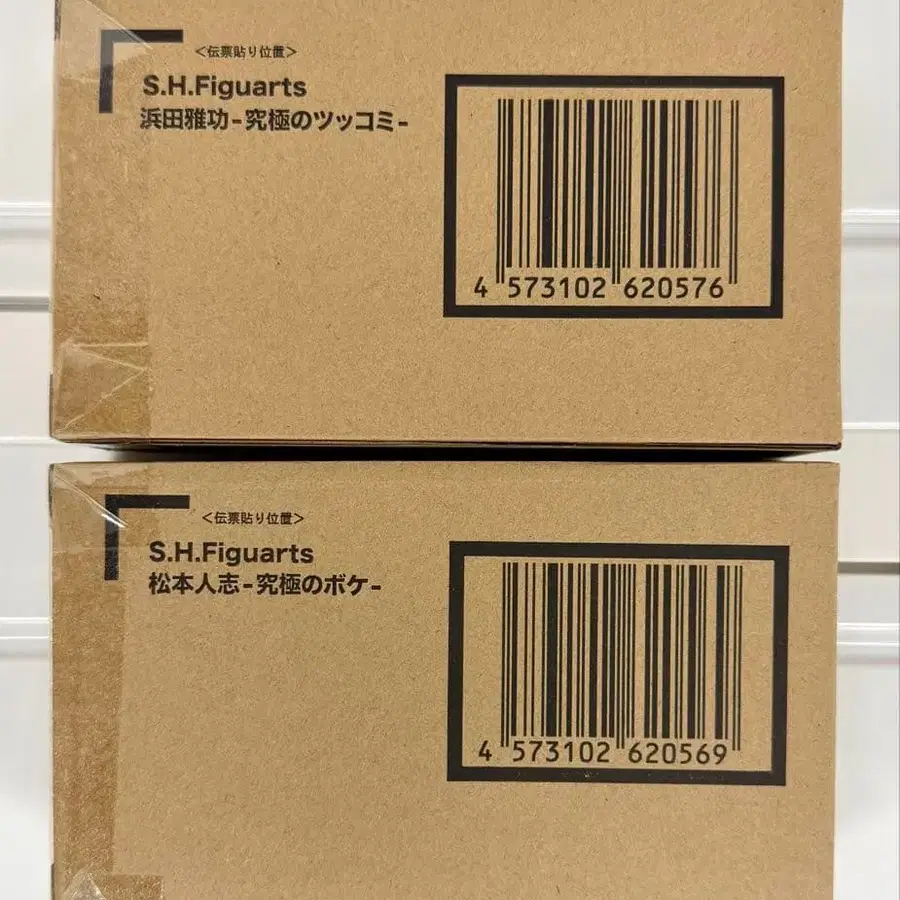 <伝票貼り位置>
S.H.Figuarts
浜田雅功-究極のツッコミ-
4 573102 620576
<伝票貼り位置>
S.H.Figuarts
松本人志-究極のボケ-
4 573102 620569